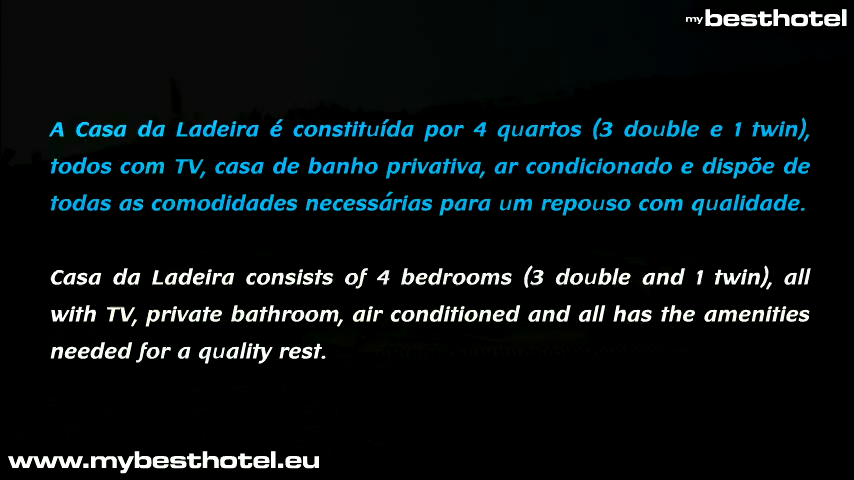 mybesthotel
A Casa da Ladeira é constituída por 4 quartos (3 double e 1 twin),
todos com TV, casa de banho privativa, ar condicionado e dispõe de
todas as comodidades necessárias para um repouso com qualidade.
Casa da Ladeira consists of 4 bedrooms (3 double and 1 twin), all
with TV, private bathroom, air conditioned and all has the amenities
needed for a quality rest.
www.mybesthotel.eu